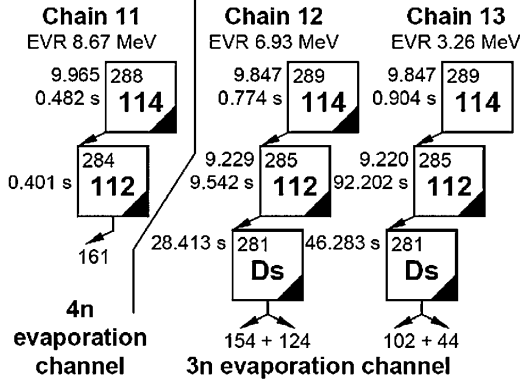 Chain 11
EVR 8.67 MeV
9.965
0.482 s
288
114
0.401 s
284
112
161
4n
evaporation
channel
Chain 12
EVR 6.93 MeV
9.847
0.774 s
289
114
9.229
9.542 s
285
112
28.413 s
281
Ds
154 + 124
Chain 13
EVR 3.26 MeV
9.847
0.904 s
289
114
9.220
92.202 s
285
112
46.283 s
281
Ds
102 + 44
3n evaporation channel